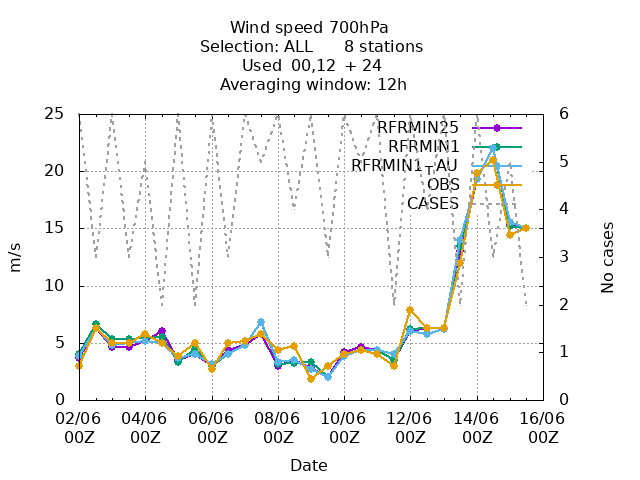 Wind speed 700hPa
Selection: ALL 8 stations
Used 00,12 + 24
Averaging window: 12h
25
20
15
10
5
0
m/s
6
5
4
3
2
1
0
No cases
RFRMIN25
RFRMIN1
RFRMIN1_AU
OBS
CASES
02/06 04/06 06/06 08/06 10/06 12/06 14/06 16/06
00Z 00Z 00Z 00Z 00Z 00Z 00Z 00Z
Date